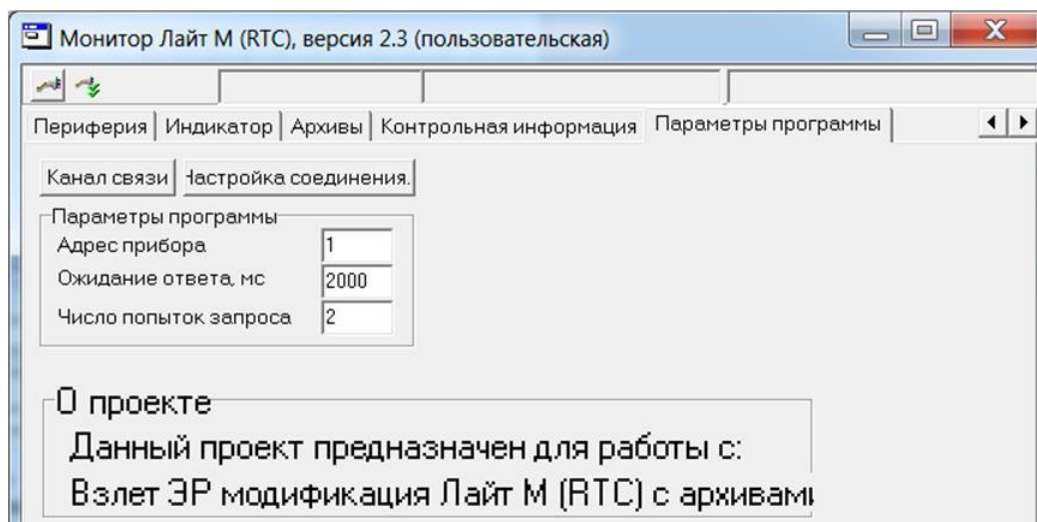 Монитор Лайт М (RTC), версия 2.3 (пользовательская)
Периферия Индикатор Архивы Контрольная информация Параметры программы
Канал связи Настройка соединения.
Параметры программы
Адрес прибора 1
Ожидание ответа, мс 2000
Число попыток запроса 2
О проекте
Данный проект предназначен для работы с:
Взлет ЭР модификация Лайт М (RTC) с архивами